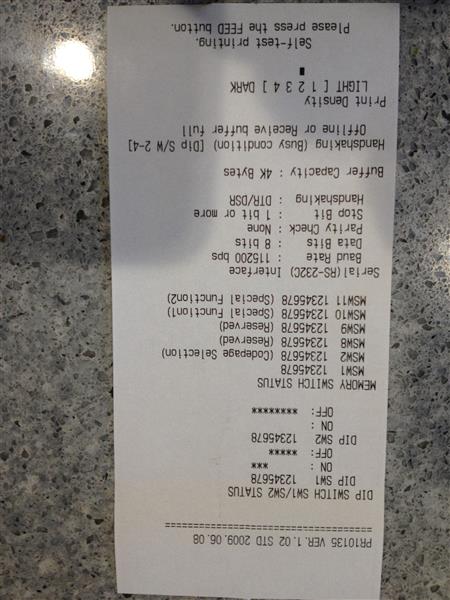 PR10135 VER.1.02 STD 2009.06.08
================================
DIP SWITCH SW1/SW2 STATUS
DIP SW1 12345678
ON : ***
OFF: *****
DIP SW2 12345678
ON :
OFF: ********
MEMORY SWITCH STATUS
MSW1 12345678
MSW2 12345678 (Codepage Selection)
MSW8 12345678 (Reserved)
MSW9 12345678 (Reserved)
MSW10 12345678 (Special Function1)
MSW11 12345678 (Special Function2)
Serial(RS-232C) Interface
Baud Rate : 115200 bps
Data Bits : 8 bits
Parity Check : None
Stop Bit : 1 bit or more
Handshaking : DTR/DSR
Buffer Capacity : 4K Bytes
Handshaking (Busy condition) [Dip S/W 2-4]
Offline or Receive buffer full
Print Density
LIGHT [ 1 2 3 4 ] DARK
Self-test printing.
Please press the FEED button.